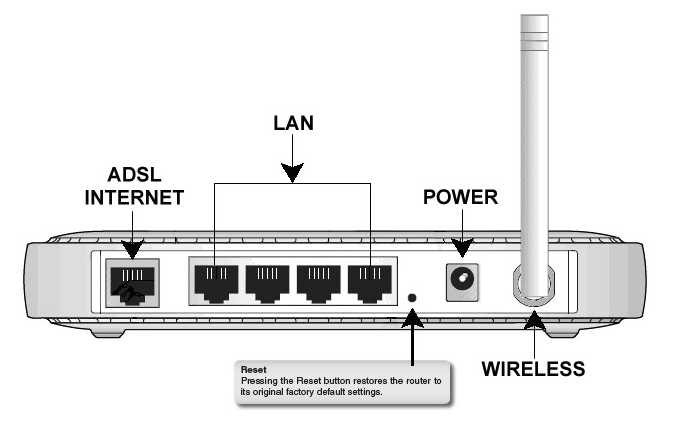 LAN
ADSL
INTERNET
POWER
WIRELESS
Reset
Pressing the Reset button restores the router to
its original factory default settings.